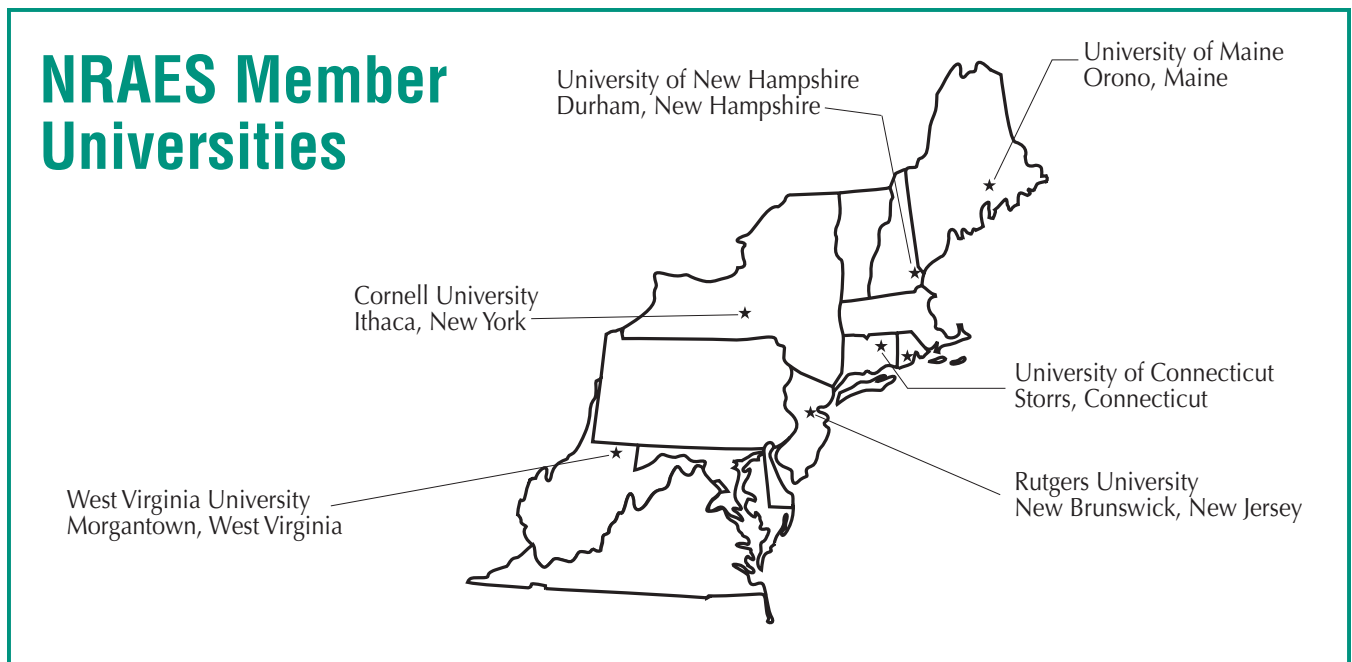 NRAES Member
Universities
University of New Hampshire
Durham, New Hampshire
University of Maine
Orono, Maine
Cornell University
Ithaca, New York
University of Connecticut
Storrs, Connecticut
West Virginia University
Morgantown, West Virginia
Rutgers University
New Brunswick, New Jersey